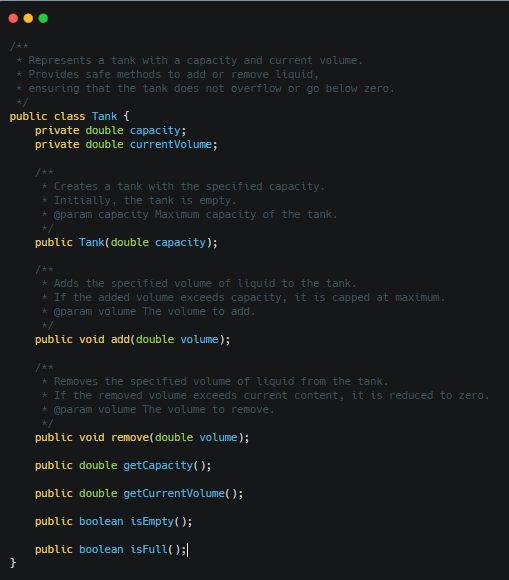 /**
 * Represents a tank with a capacity and current volume.
 * Provides safe methods to add or remove liquid,
 * ensuring that the tank does not overflow or go below zero.
 */
public class Tank {
    private double capacity;
    private double currentVolume;

    /**
     * Creates a tank with the specified capacity.
     * Initially, the tank is empty.
     * @param capacity Maximum capacity of the tank.
     */
    public Tank(double capacity);

    /**
     * Adds the specified volume of liquid to the tank.
     * If the added volume exceeds capacity, it is capped at maximum.
     * @param volume The volume to add.
     */
    public void add(double volume);

    /**
     * Removes the specified volume of liquid from the tank.
     * If the removed volume exceeds current content, it is reduced to zero.
     * @param volume The volume to remove.
     */
    public void remove(double volume);

    public double getCapacity();

    public double getCurrentVolume();

    public boolean isEmpty();

    public boolean isFull();
}